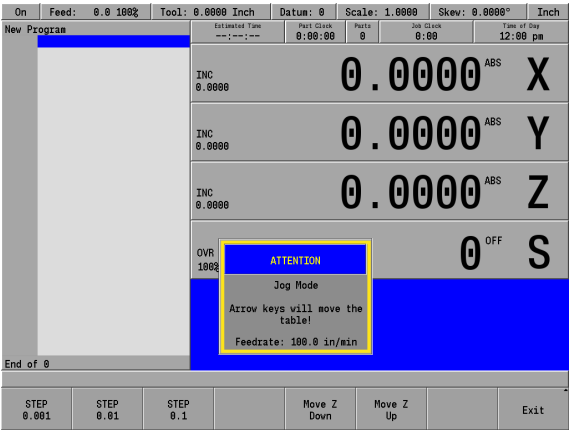 On Feed: 0.0 100% Tool: 0.0000 Inch Datum: 0 Scale: 1.0000 Skew: 0.0000° Inch
New Program
Estimated Time Part Clock Parts Job Clock Time of Day
--:--:-- 0:00:00 0 0:00 12:00 pm
INC
0.0000
0.0000 ABS X
INC
0.0000
0.0000 ABS Y
INC
0.0000
0.0000 ABS Z
OVR
100%
0 OFF S
ATTENTION
Jog Mode
Arrow keys will move the
table!
Feedrate: 100.0 in/min
End of 0
STEP
0.001
STEP
0.01
STEP
0.1
Move Z
Down
Move Z
Up
Exit